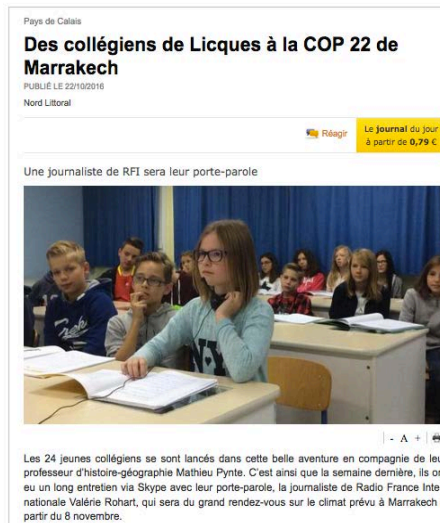 Pays de Calais
Des collégiens de Licques à la COP 22 de
Marrakech
PUBLIÉ LE 22/10/2016
Nord Littoral
Réagir
Le journal du jour
à partir de 0,79 €
Une journaliste de RFI sera leur porte-parole
- A +
Les 24 jeunes collégiens se sont lancés dans cette belle aventure en compagnie de leu
professeur d'histoire-géographie Mathieu Pynte. C'est ainsi que la semaine dernière, ils on
eu un long entretien via Skype avec leur porte-parole, la journaliste de Radio France Inter
nationale Valérie Rohart, qui sera du grand rendez-vous sur le climat prévu à Marrakech
partir du 8 novembre.